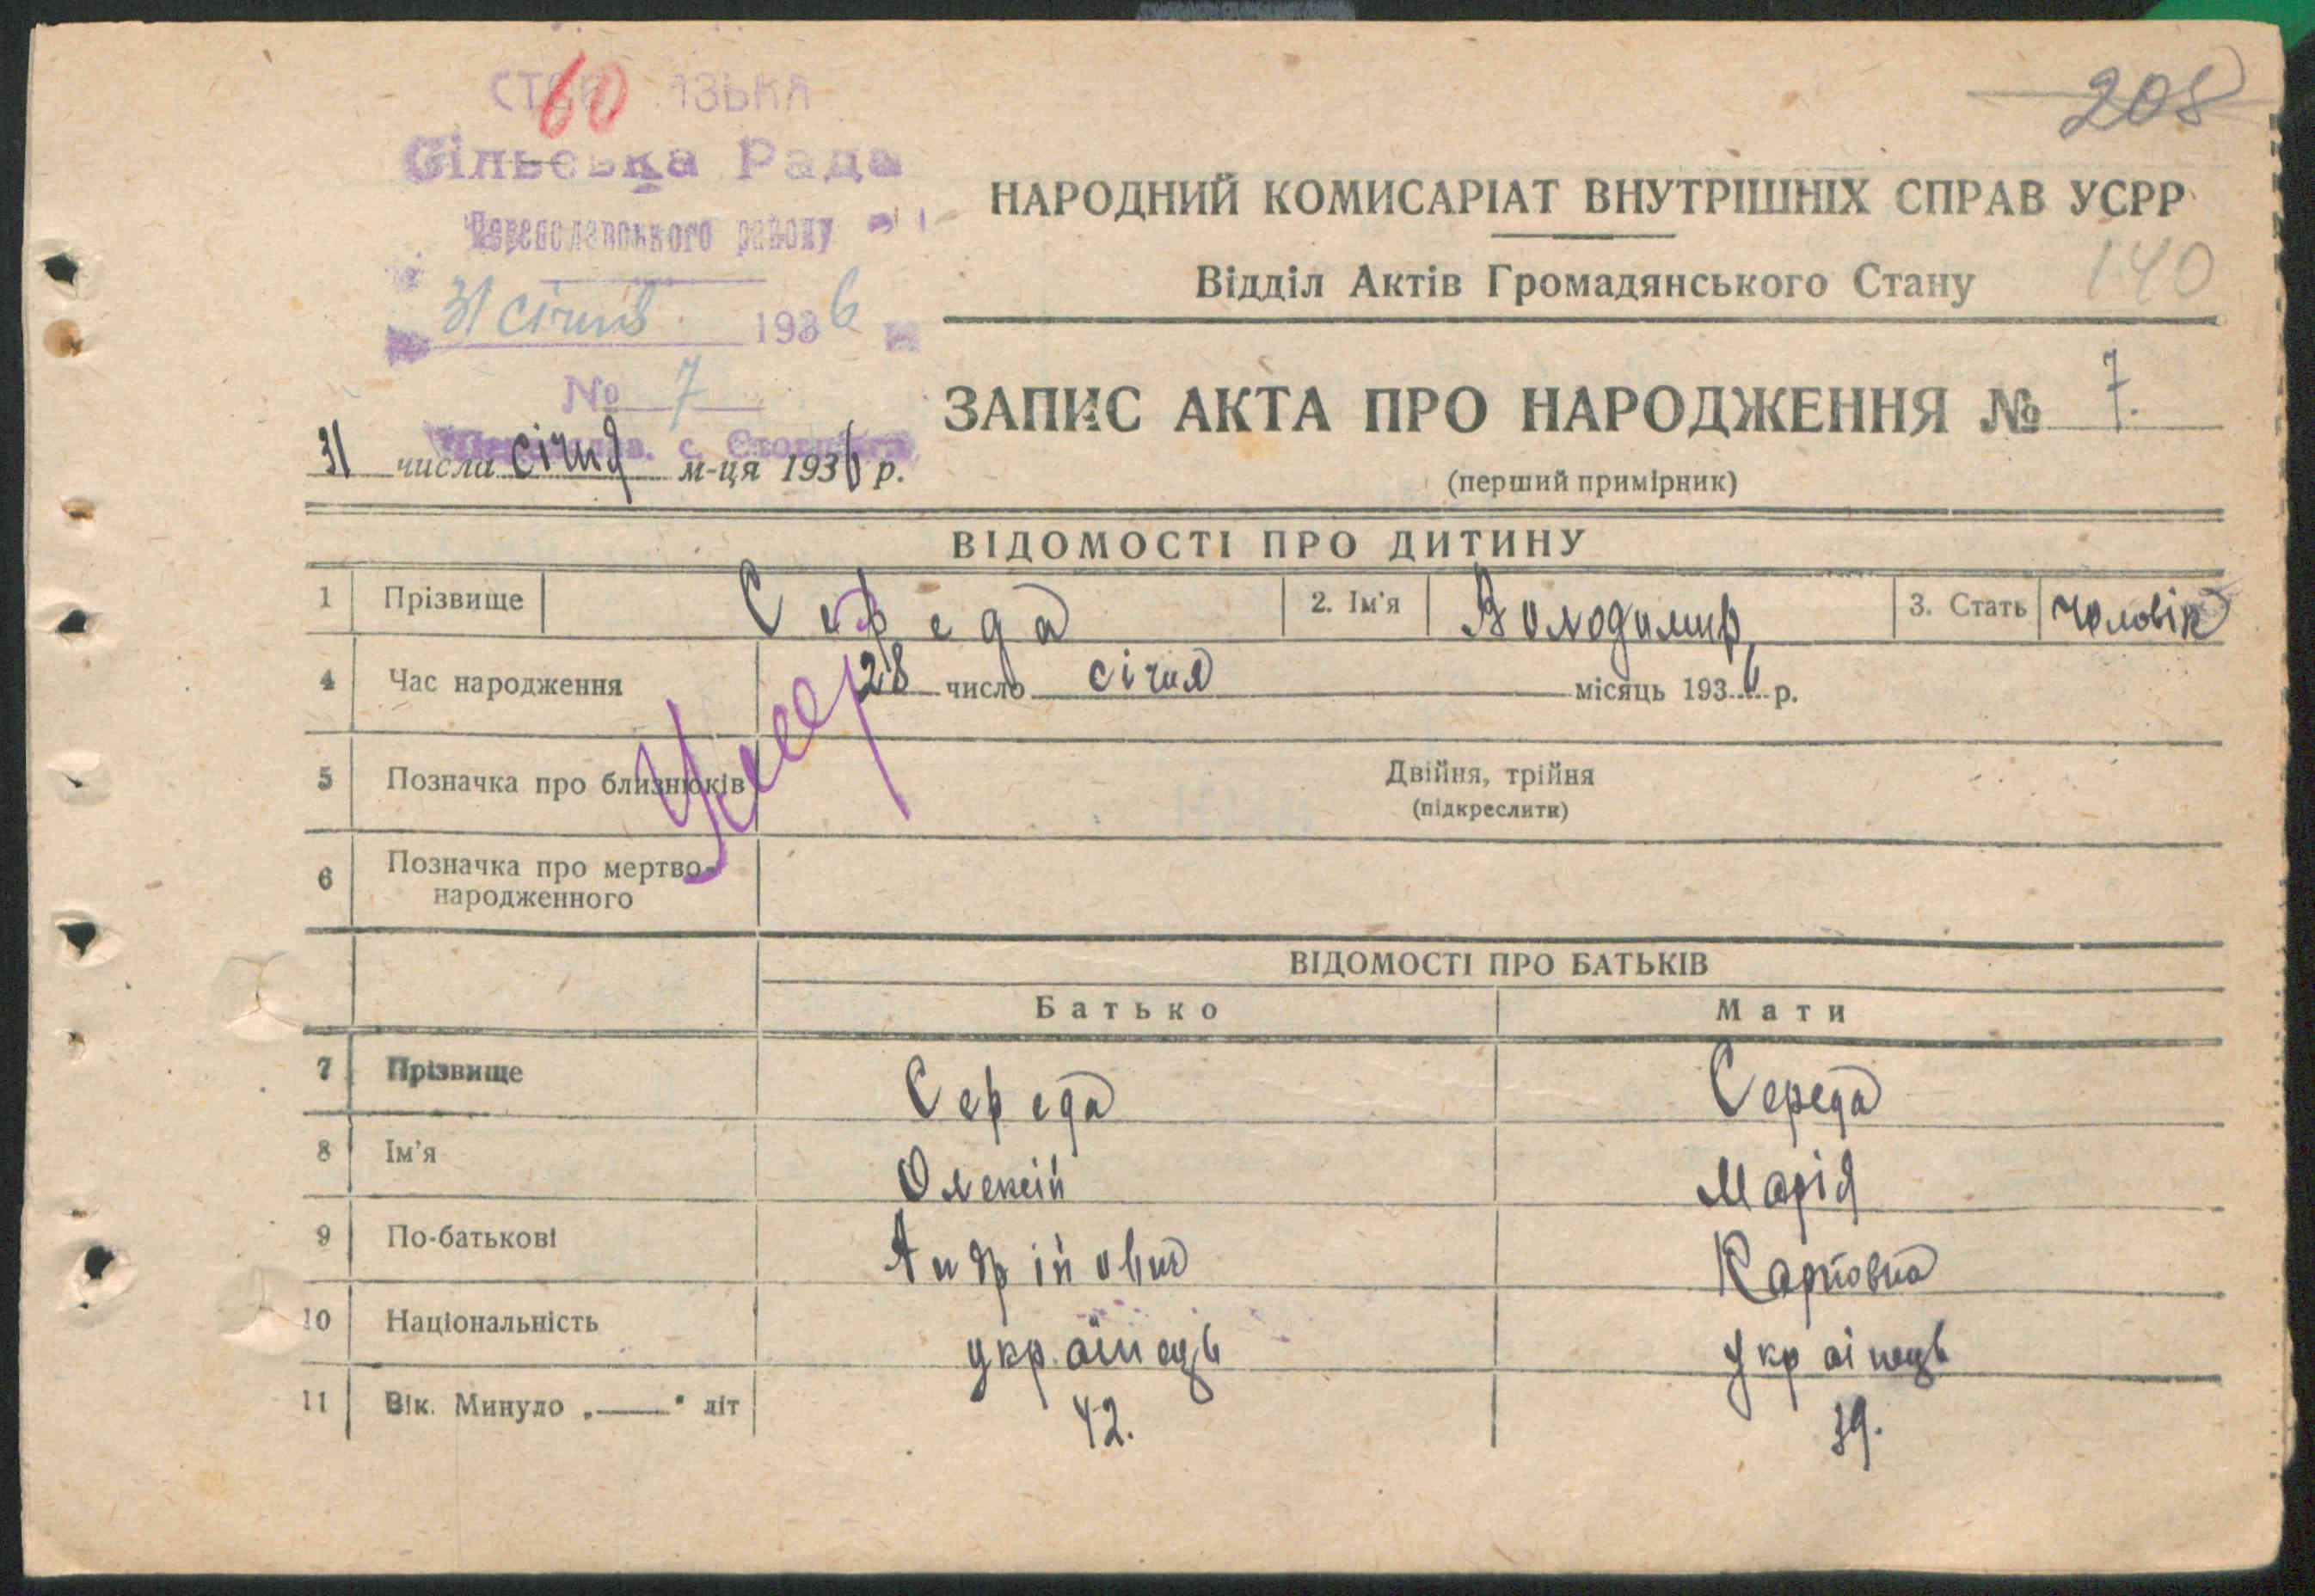 60
208
Сільська Рада
Переяславського району
НАРОДНИЙ КОМИСАРІАТ ВНУТРІШНІХ СПРАВ УСРР
Відділ Актів Громадянського Стану
140
31 січня 1936
№ 7
ЗАПИС АКТА ПРО НАРОДЖЕННЯ № 7.
31 числа січня м-ця 1936 р.
(перший примірник)
ВІДОМОСТІ ПРО ДИТИНУ
1 Прізвище Середа 2. Ім'я Володимир 3. Стать Чоловік
4 Час народження 28 число січня місяць 1936 р.
Умер
5 Позначка про близнюків Двійня, трійня
(підкреслити)
6 Позначка про мертво-
народженного
ВІДОМОСТІ ПРО БАТЬКІВ
Батько Мати
7 Прізвище Середа Середа
8 Ім'я Олексій Марія
9 По-батькові Андрійович Карповна
10 Національність українець українець
11 Вік. Минуло „——" літ 42. 39.